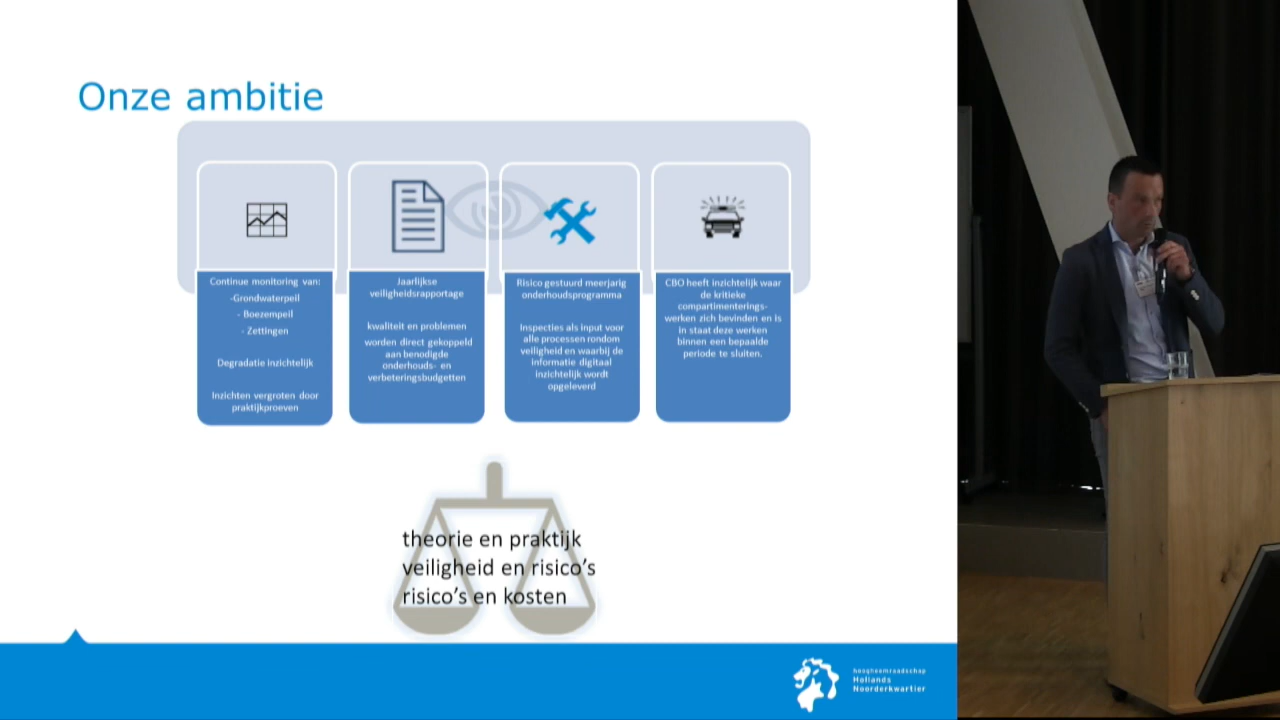 Onze ambitie
Continue monitoring van:
-Grondwaterpeil
- Boezempeil
- Zettingen
Degradatie inzichtelijk
Inzichten vergroten door
praktijkproeven
Jaarlijkse
veiligheidsrapportage
kwaliteit en problemen
worden direct gekoppeld
aan benodigde
onderhouds- en
verbeteringsbudgetten
Risico gestuurd meerjarig
onderhoudsprogramma
Inspecties als input voor
alle processen rondom
veiligheid en waarbij de
informatie digitaal
inzichtelijk wordt
opgeleverd
CBO heeft inzichtelijk waar
de kritieke
compartimenterings-
werken zich bevinden en is
in staat deze werken
binnen een bepaalde
periode te sluiten.
theorie en praktijk
veiligheid en risico's
risico's en kosten
hoogheemraadschap
Hollands
Noorderkwartier